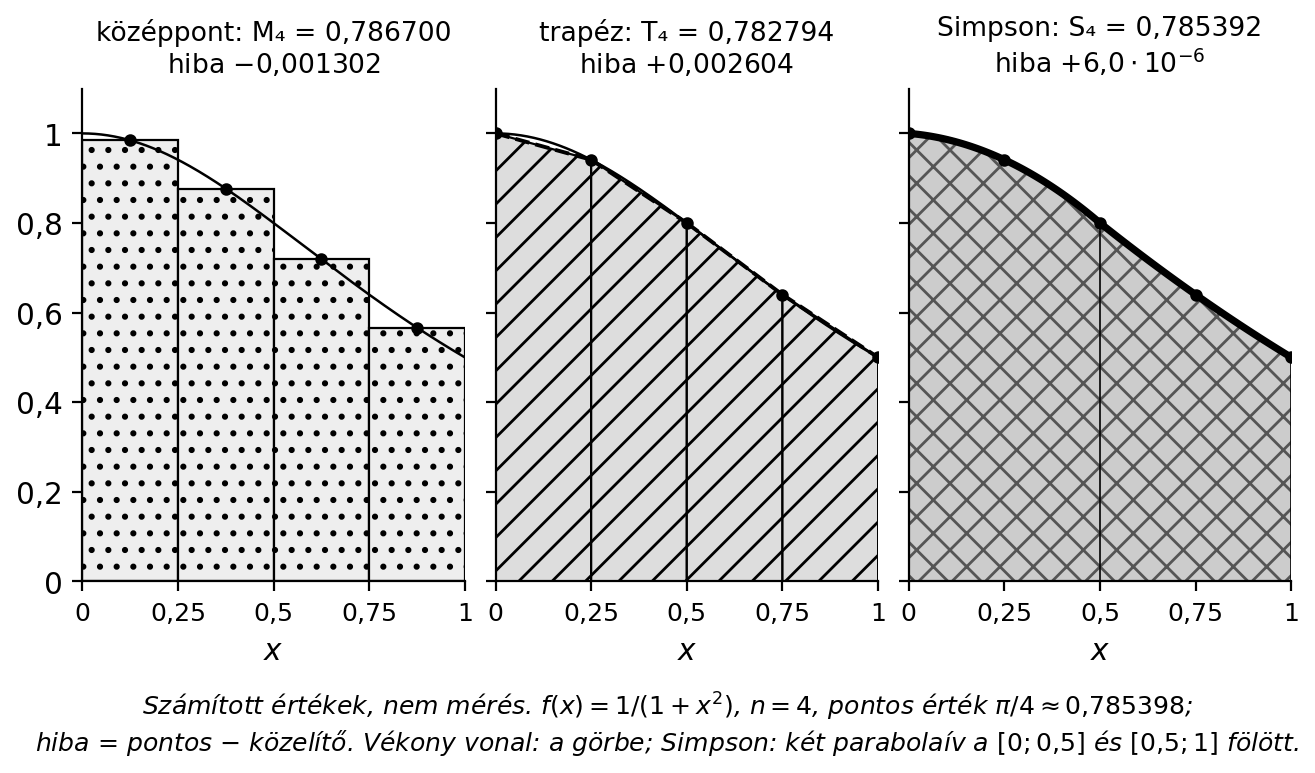 középpont: M₄ = 0,786700
hiba −0,001302
trapéz: T₄ = 0,782794
hiba +0,002604
Simpson: S₄ = 0,785392
hiba +6,0 · 10⁻⁶
1
0,8
0,6
0,4
0,2
0
0 0,25 0,5 0,75 1
x
0 0,25 0,5 0,75 1
x
0 0,25 0,5 0,75 1
x
Számított értékek, nem mérés. f(x) = 1/(1 + x²), n = 4, pontos érték π/4 ≈ 0,785398;
hiba = pontos − közelítő. Vékony vonal: a görbe; Simpson: két parabolaív a [0; 0,5] és [0,5; 1] fölött.